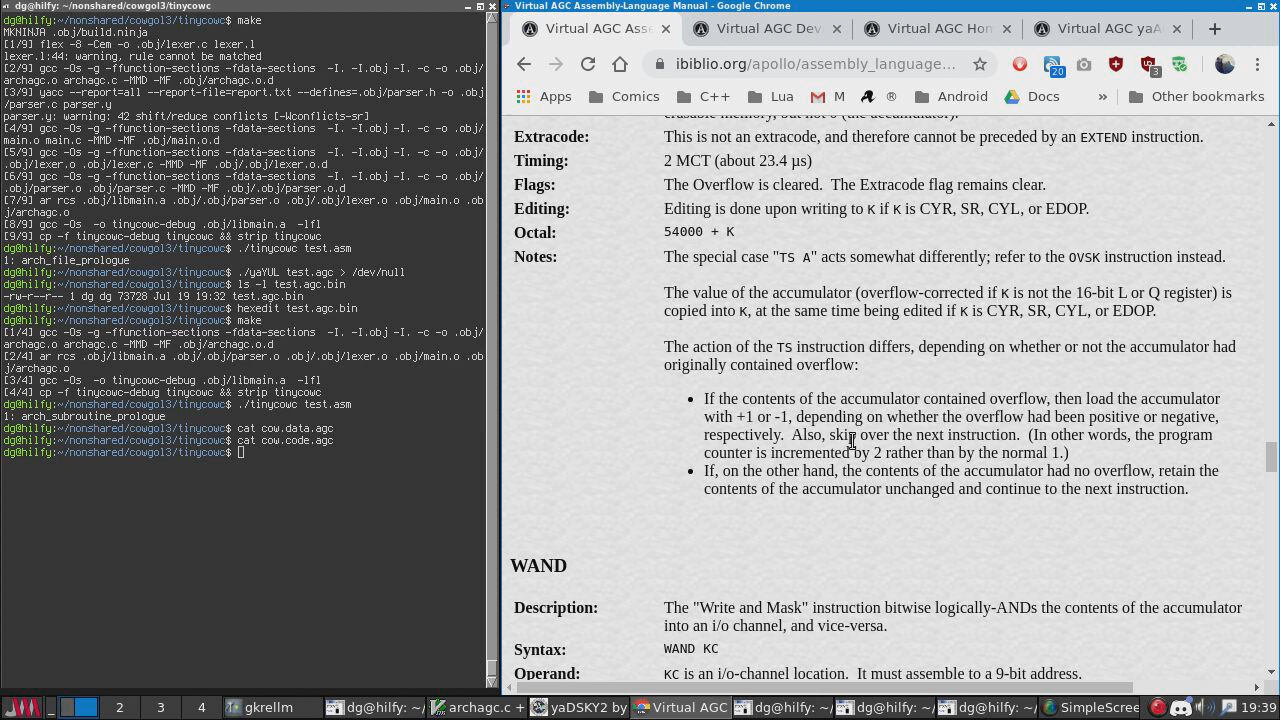 dg@hilfy: ~/nonshared/cowgol3/tinycowc
dg@hilfy:~/nonshared/cowgol3/tinycowc$ make
MKNINJA .obj/build.ninja
[1/9] flex -8 -Cem -o .obj/lexer.c lexer.l
lexer.l:44: warning, rule cannot be matched
[2/9] gcc -Os -g -ffunction-sections -fdata-sections  -I. -I.obj -I. -c -o .obj/
archagc.o archagc.c -MMD -MF .obj/archagc.o.d
[3/9] yacc --report=all --report-file=report.txt --defines=.obj/parser.h -o .obj
/parser.c parser.y
parser.y: warning: 42 shift/reduce conflicts [-Wconflicts-sr]
[4/9] gcc -Os -g -ffunction-sections -fdata-sections  -I. -I.obj -I. -c -o .obj/
main.o main.c -MMD -MF .obj/main.o.d
[5/9] gcc -Os -g -ffunction-sections -fdata-sections  -I. -I.obj -I. -c -o .obj/
.obj/lexer.o .obj/lexer.c -MMD -MF .obj/.obj/lexer.o.d
[6/9] gcc -Os -g -ffunction-sections -fdata-sections  -I. -I.obj -I. -c -o .obj/
.obj/parser.o .obj/parser.c -MMD -MF .obj/.obj/parser.o.d
[7/9] ar rcs .obj/libmain.a .obj/.obj/parser.o .obj/.obj/lexer.o .obj/main.o .ob
j/archagc.o
[8/9] gcc -Os  -o tinycowc-debug .obj/libmain.a  -lfl
[9/9] cp -f tinycowc-debug tinycowc && strip tinycowc
dg@hilfy:~/nonshared/cowgol3/tinycowc$ ./tinycowc test.asm
1: arch_file_prologue
dg@hilfy:~/nonshared/cowgol3/tinycowc$ ./yaYUL test.agc > /dev/null
dg@hilfy:~/nonshared/cowgol3/tinycowc$ ls -l test.agc.bin
-rw-r--r-- 1 dg dg 73728 Jul 19 19:32 test.agc.bin
dg@hilfy:~/nonshared/cowgol3/tinycowc$ hexedit test.agc.bin
dg@hilfy:~/nonshared/cowgol3/tinycowc$ make
[1/4] gcc -Os -g -ffunction-sections -fdata-sections  -I. -I.obj -I. -c -o .obj/
archagc.o archagc.c -MMD -MF .obj/archagc.o.d
[2/4] ar rcs .obj/libmain.a .obj/.obj/parser.o .obj/.obj/lexer.o .obj/main.o .ob
j/archagc.o
[3/4] gcc -Os  -o tinycowc-debug .obj/libmain.a  -lfl
[4/4] cp -f tinycowc-debug tinycowc && strip tinycowc
dg@hilfy:~/nonshared/cowgol3/tinycowc$ ./tinycowc test.asm
1: arch_subroutine_prologue
dg@hilfy:~/nonshared/cowgol3/tinycowc$ cat cow.data.agc
dg@hilfy:~/nonshared/cowgol3/tinycowc$ cat cow.code.agc
dg@hilfy:~/nonshared/cowgol3/tinycowc$
Virtual AGC Assembly-Language Manual - Google Chrome
Virtual AGC Asse Virtual AGC Dev Virtual AGC Hon Virtual AGC yaA
ibiblio.org/apollo/assembly_language... 20 3
Apps Comics C++ Lua M ® Android Docs » Other bookmarks
erasable memory, but not 0 (the accumulator).
Extracode: This is not an extracode, and therefore cannot be preceded by an EXTEND instruction.
Timing: 2 MCT (about 23.4 µs)
Flags: The Overflow is cleared.  The Extracode flag remains clear.
Editing: Editing is done upon writing to K if K is CYR, SR, CYL, or EDOP.
Octal: 54000 + K
Notes: The special case "TS A" acts somewhat differently; refer to the OVSK instruction instead.
The value of the accumulator (overflow-corrected if K is not the 16-bit L or Q register) is
copied into K, at the same time being edited if K is CYR, SR, CYL, or EDOP.
The action of the TS instruction differs, depending on whether or not the accumulator had
originally contained overflow:
• If the contents of the accumulator contained overflow, then load the accumulator
with +1 or -1, depending on whether the overflow had been positive or negative,
respectively.  Also, skip over the next instruction.  (In other words, the program
counter is incremented by 2 rather than by the normal 1.)
• If, on the other hand, the contents of the accumulator had no overflow, retain the
contents of the accumulator unchanged and continue to the next instruction.
WAND
Description: The "Write and Mask" instruction bitwise logically-ANDs the contents of the accumulator
into an i/o channel, and vice-versa.
Syntax: WAND KC
Operand: KC is an i/o-channel location.  It must assemble to a 9-bit address.
2 3 4 gkrellm dg@hilfy: ~/ archagc.c + yaDSKY2 by Virtual AGC dg@hilfy: ~/ dg@hilfy: ~/ dg@hilfy: ~/ SimpleScree 19:39